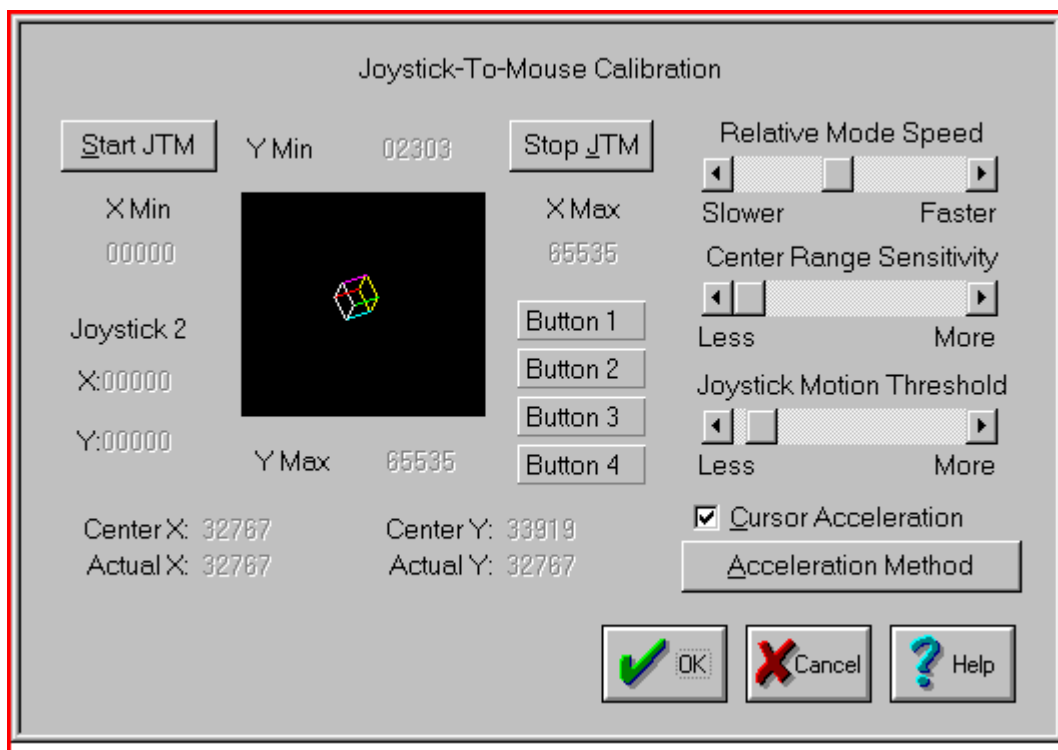 Joystick-To-Mouse Calibration
Start JTM
Y Min 02303
Stop JTM
X Min
00000
X Max
65535
Joystick 2
X:00000
Y:00000
Button 1
Button 2
Button 3
Button 4
Y Max 65535
Center X: 32767
Center Y: 33919
Actual X: 32767
Actual Y: 32767
Relative Mode Speed
Slower Faster
Center Range Sensitivity
Less More
Joystick Motion Threshold
Less More
Cursor Acceleration
Acceleration Method
OK
Cancel
Help